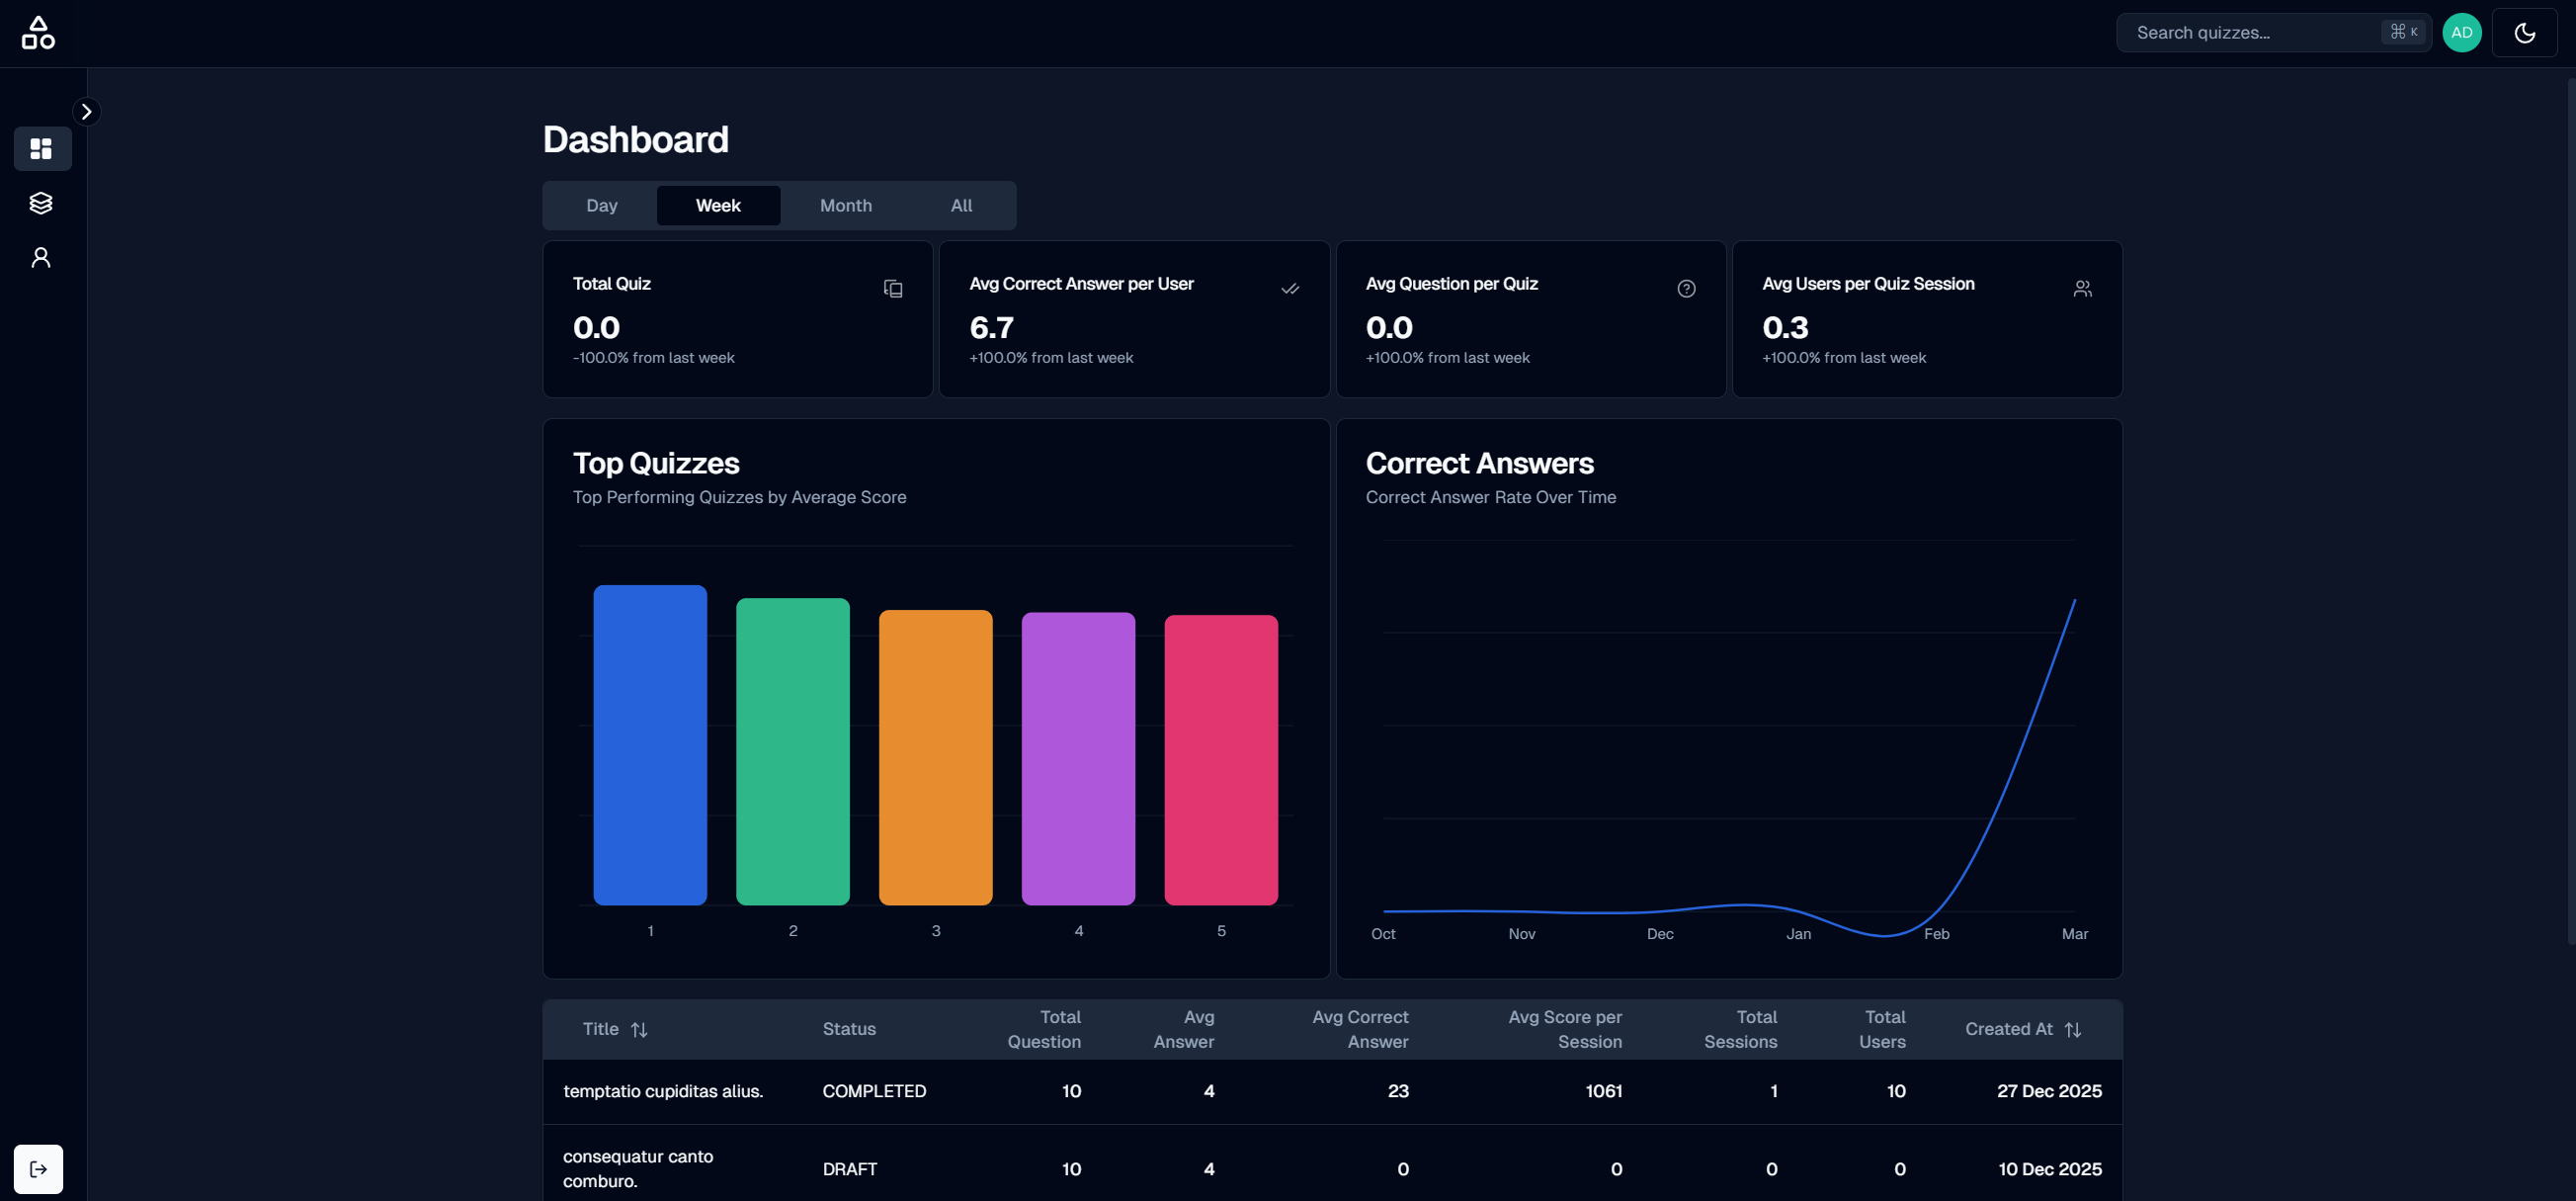 Search quizzes...
⌘ K
AD
Dashboard
Day Week Month All
Total Quiz
0.0
-100.0% from last week
Avg Correct Answer per User
6.7
+100.0% from last week
Avg Question per Quiz
0.0
+100.0% from last week
Avg Users per Quiz Session
0.3
+100.0% from last week
Top Quizzes
Top Performing Quizzes by Average Score
1 2 3 4 5
Correct Answers
Correct Answer Rate Over Time
Oct Nov Dec Jan Feb Mar
Title Status Total Question Avg Answer Avg Correct Answer Avg Score per Session Total Sessions Total Users Created At
temptatio cupiditas alius. COMPLETED 10 4 23 1061 1 10 27 Dec 2025
consequatur canto
comburo. DRAFT 10 4 0 0 0 0 10 Dec 2025